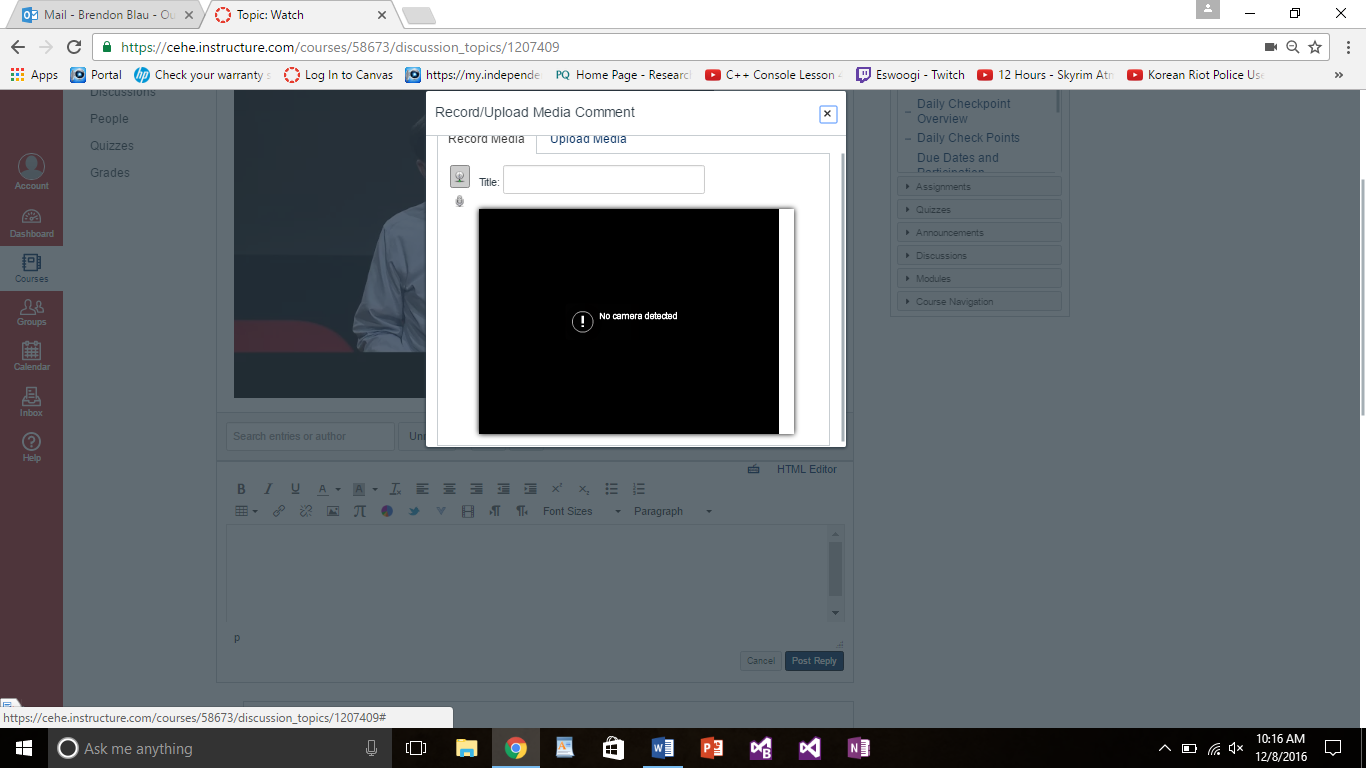 Mail - Brendon Blau - Ou
Topic: Watch
https://cehe.instructure.com/courses/58673/discussion_topics/1207409
Apps
Portal
Check your warranty s
Log In to Canvas
https://my.independe
PQ Home Page - Researc
C++ Console Lesson 4
Eswoogi - Twitch
12 Hours - Skyrim Atm
Korean Riot Police Use
»
Account
Dashboard
Courses
Groups
Calendar
Inbox
Help
Discussions
People
Quizzes
Grades
Record/Upload Media Comment
Record Media
Upload Media
Title:
No camera detected
Daily Checkpoint
Overview
Daily Check Points
Due Dates and
Participation
Assignments
Quizzes
Announcements
Discussions
Modules
Course Navigation
Search entries or author
Un
HTML Editor
Font Sizes
Paragraph
p
Cancel
Post Reply
https://cehe.instructure.com/courses/58673/discussion_topics/1207409#
Ask me anything
10:16 AM
12/8/2016